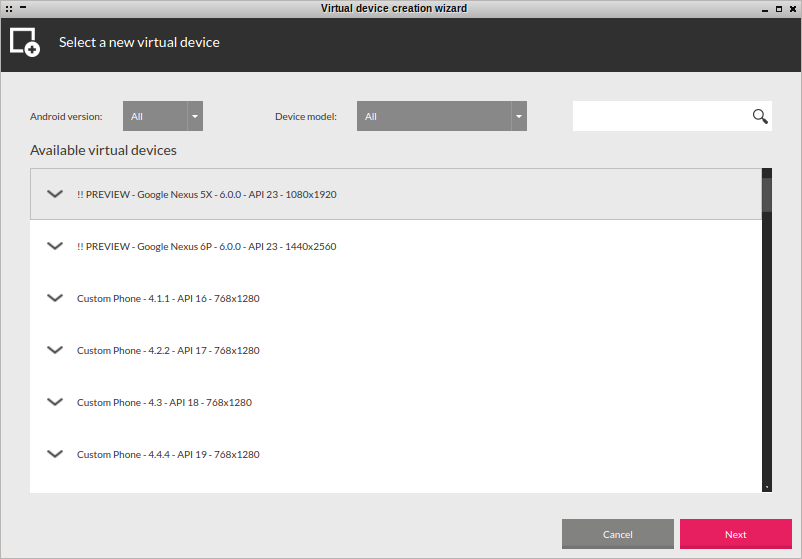 Virtual device creation wizard
Select a new virtual device
Android version: All Device model: All
Available virtual devices
!! PREVIEW - Google Nexus 5X - 6.0.0 - API 23 - 1080x1920
!! PREVIEW - Google Nexus 6P - 6.0.0 - API 23 - 1440x2560
Custom Phone - 4.1.1 - API 16 - 768x1280
Custom Phone - 4.2.2 - API 17 - 768x1280
Custom Phone - 4.3 - API 18 - 768x1280
Custom Phone - 4.4.4 - API 19 - 768x1280
Cancel Next